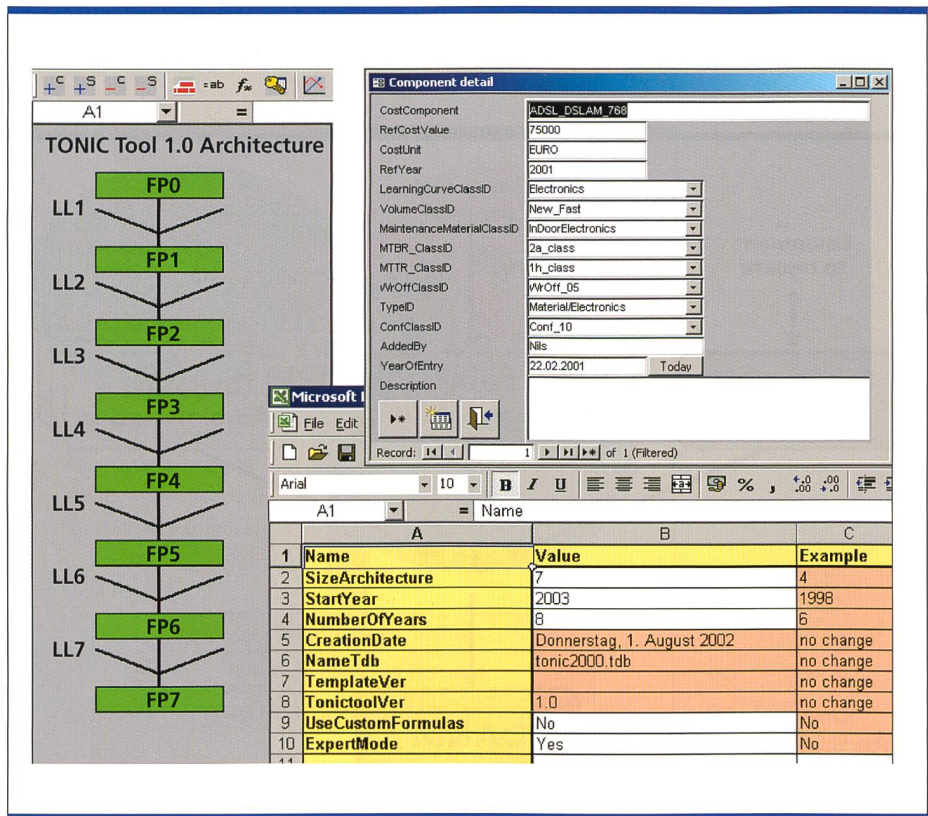 +C +S -C -S =ab f∞
A1 =
TONIC Tool 1.0 Architecture
FP0
LL1
FP1
LL2
FP2
LL3
FP3
LL4
FP4
LL5
FP5
LL6
FP6
LL7
FP7
Component detail
CostComponent ADSL_DSLAM_768
RefCostValue 75000
CostUnit EURO
RefYear 2001
LearningCurveClassID Electronics
VolumeClassID New_Fast
MaintenanceMaterialClassID InDoorElectronics
MTBR_ClassID 2a_class
MTTR_ClassID 1h_class
WrOffClassID WrOff_05
TypeID Material/Electronics
ConfClassID Conf_10
AddedBy Nils
YearOfEntry 22.02.2001 Today
Description
Record: 1 of 1 (Filtered)
Microsoft
File Edit
Arial 10 B I U % ,
A1 = Name
A B C
1 Name Value Example
2 SizeArchitecture 7 4
3 StartYear 2003 1998
4 NumberOfYears 8 6
5 CreationDate Donnerstag, 1. August 2002 no change
6 NameTdb tonic2000.tdb no change
7 TemplateVer no change
8 TonictoolVer 1.0 no change
9 UseCustomFormulas No No
10 ExpertMode Yes No